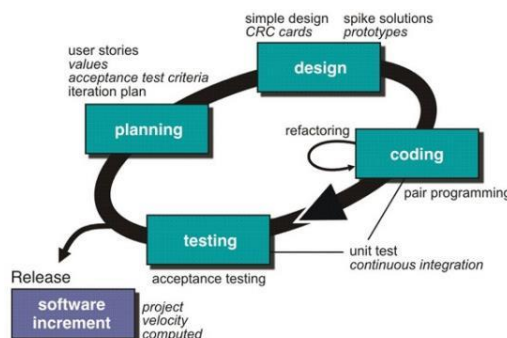 simple design
CRC cards
spike solutions
prototypes
user stories
values
acceptance test criteria
iteration plan
design
planning
refactoring
coding
pair programming
testing
unit test
continuous integration
acceptance testing
Release
software
increment
project
velocity
computed